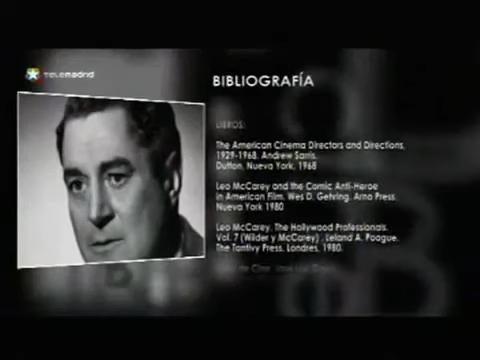 telemadrid
BIBLIOGRAFÍA
LIBROS:
The American Cinema Directors and Directions,
1929-1968. Andrew Sarris.
Dutton, Nueva York, 1968
Leo McCarey and the Comic Anti-Heroe
in American Film. Wes D. Gehring. Arno Press.
Nueva York 1980
Leo McCarey. The Hollywood Professionals.
Vol. 7 (Wilder y McCarey) . Leland A. Poague.
The Tantivy Press. Londres, 1980.
de Cine